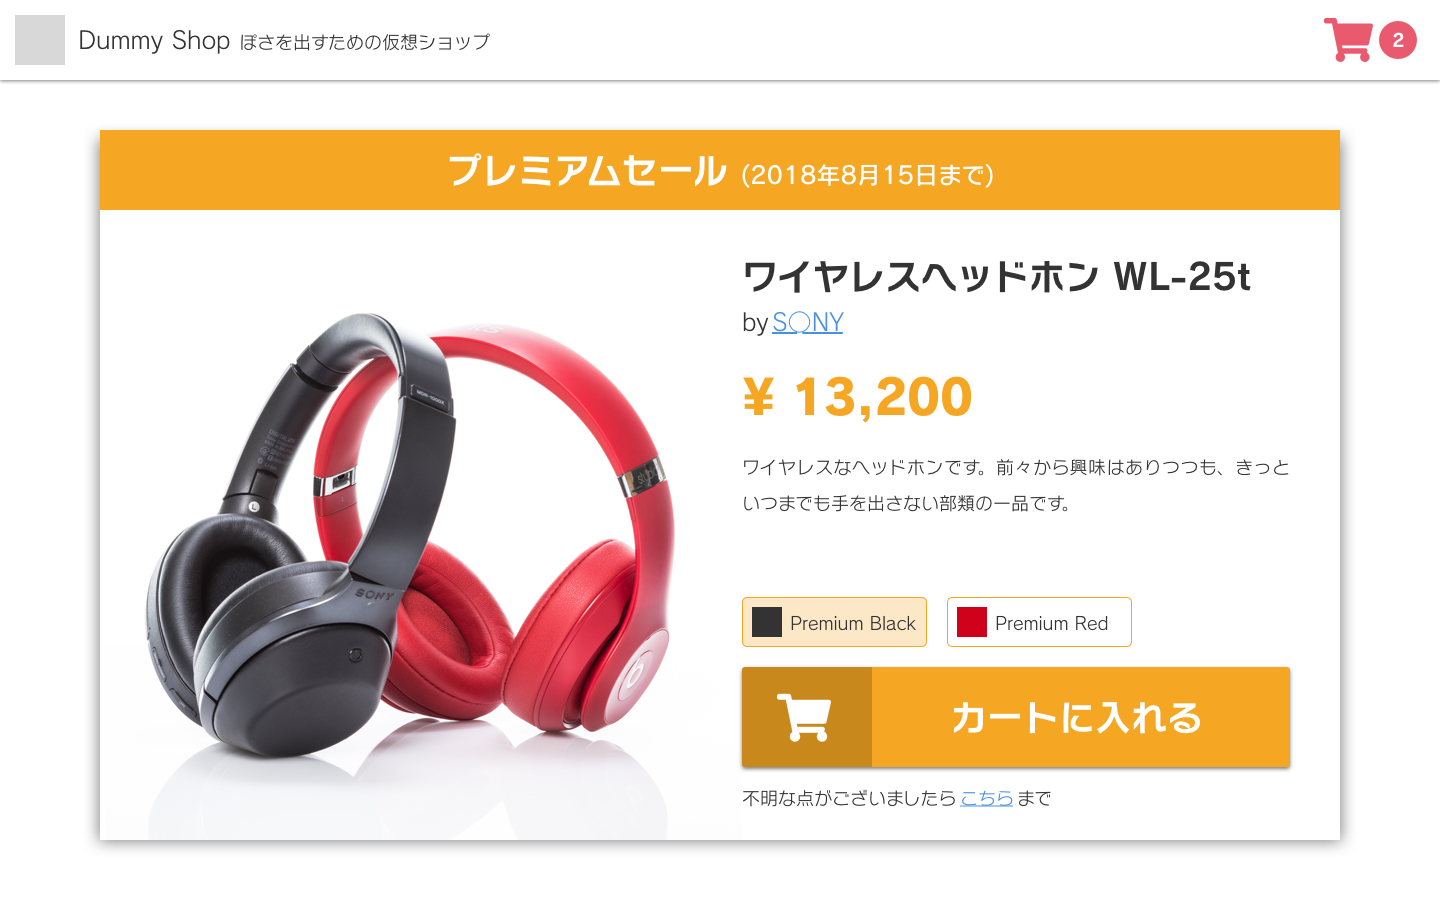 Dummy Shop ぽさを出すための仮想ショップ
2
プレミアムセール (2018年8月15日まで)
ワイヤレスヘッドホン WL-25t
by S◯NY
¥ 13,200
ワイヤレスなヘッドホンです。前々から興味はありつつも、きっと
いつまでも手を出さない部類の一品です。
Premium Black
Premium Red
カートに入れる
不明な点がございましたら こちら まで
MDR-1000X
L
SONY